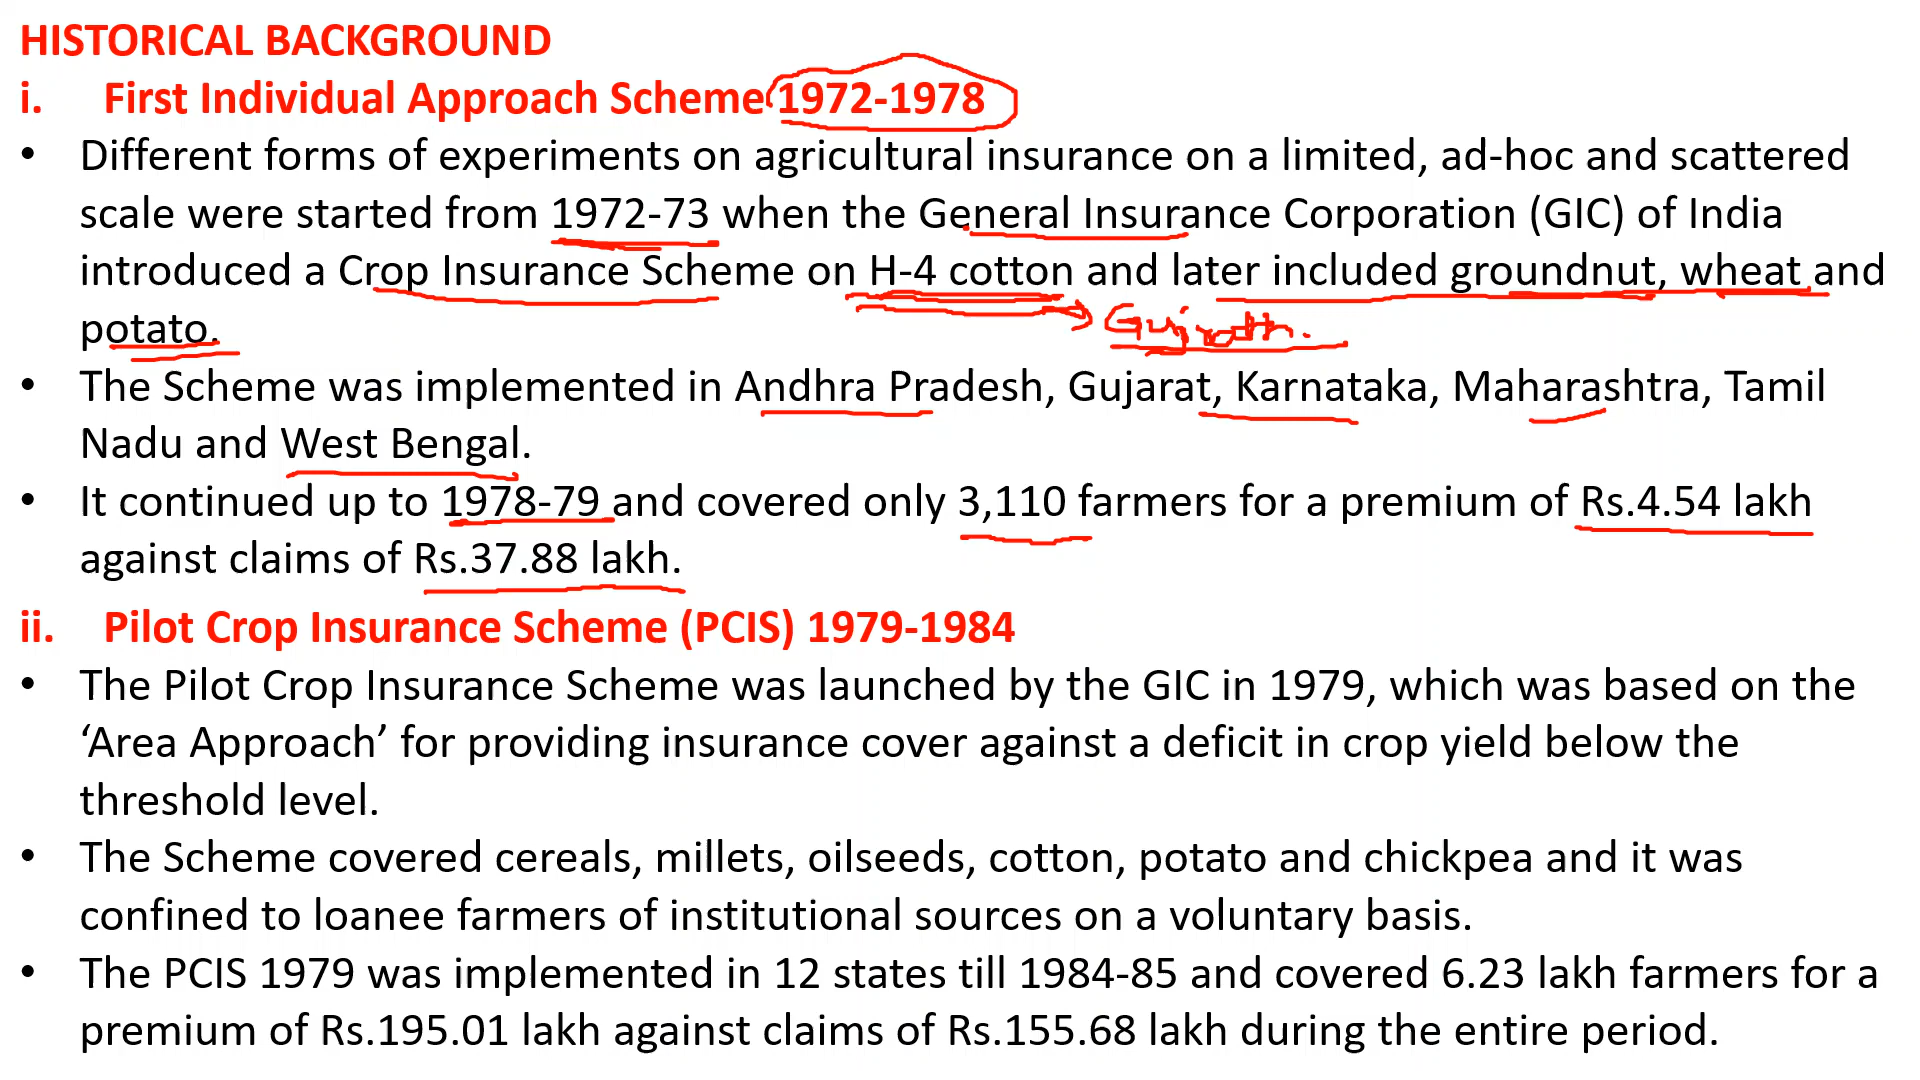 HISTORICAL BACKGROUND
i. First Individual Approach Scheme 1972-1978
• Different forms of experiments on agricultural insurance on a limited, ad-hoc and scattered
scale were started from 1972-73 when the General Insurance Corporation (GIC) of India
introduced a Crop Insurance Scheme on H-4 cotton and later included groundnut, wheat and
potato.
Gujrath.
• The Scheme was implemented in Andhra Pradesh, Gujarat, Karnataka, Maharashtra, Tamil
Nadu and West Bengal.
• It continued up to 1978-79 and covered only 3,110 farmers for a premium of Rs.4.54 lakh
against claims of Rs.37.88 lakh.
ii. Pilot Crop Insurance Scheme (PCIS) 1979-1984
• The Pilot Crop Insurance Scheme was launched by the GIC in 1979, which was based on the
‘Area Approach’ for providing insurance cover against a deficit in crop yield below the
threshold level.
• The Scheme covered cereals, millets, oilseeds, cotton, potato and chickpea and it was
confined to loanee farmers of institutional sources on a voluntary basis.
• The PCIS 1979 was implemented in 12 states till 1984-85 and covered 6.23 lakh farmers for a
premium of Rs.195.01 lakh against claims of Rs.155.68 lakh during the entire period.